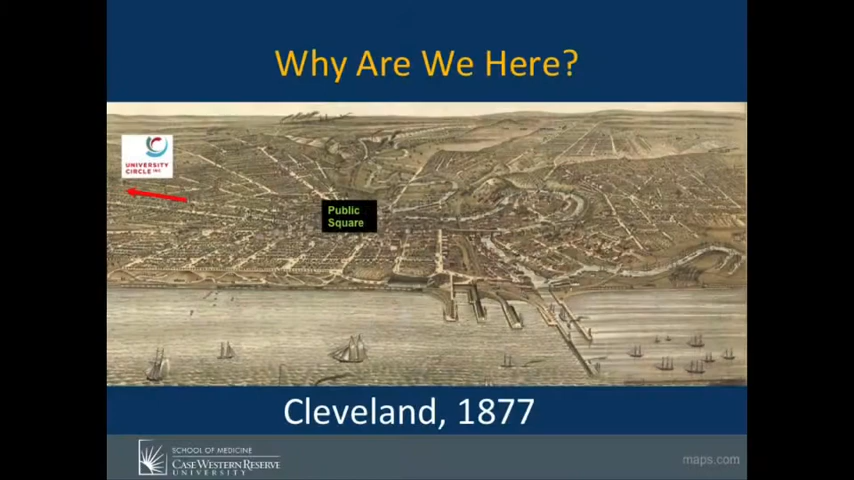 Why Are We Here?
UNIVERSITY
CIRCLE INC.
Public
Square
Cleveland, 1877
SCHOOL OF MEDICINE
CASE WESTERN RESERVE
UNIVERSITY
maps.com